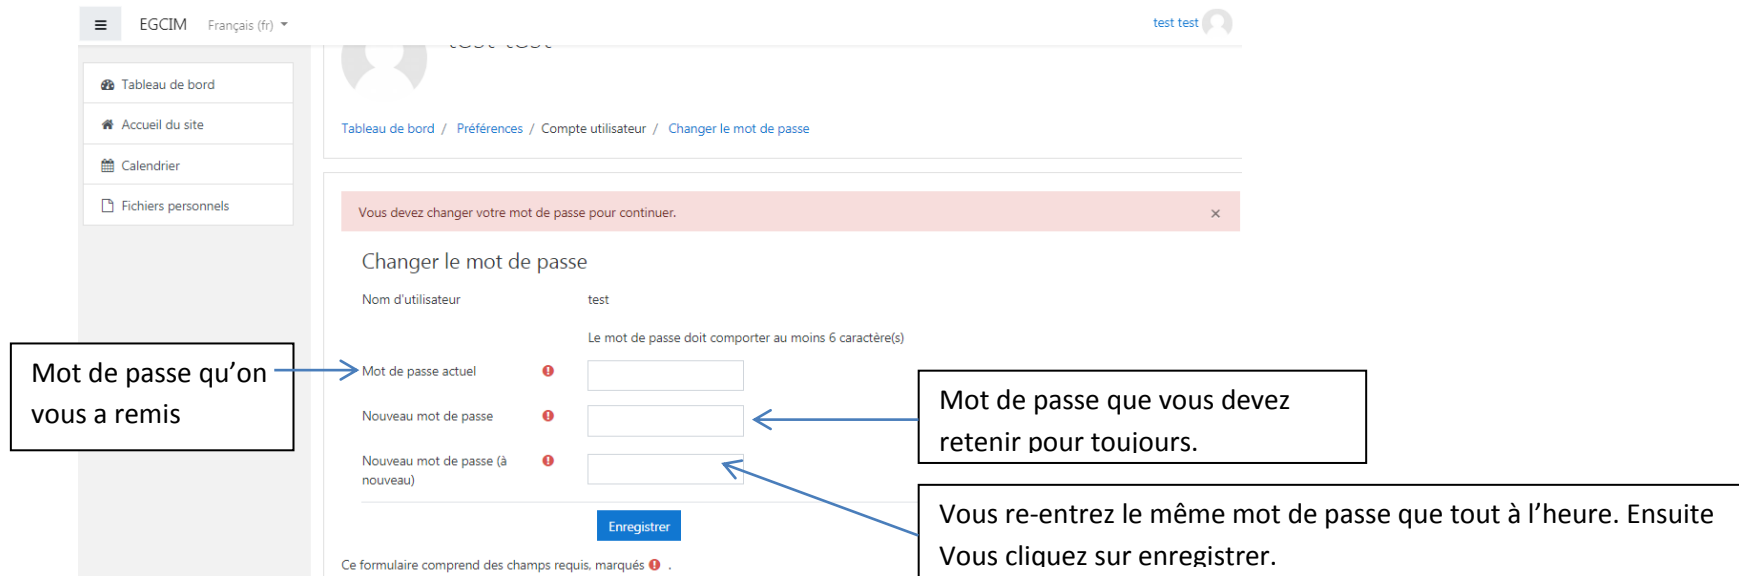 EGCIM Français (fr)
test test
test test
Tableau de bord
Accueil du site
Calendrier
Fichiers personnels
Tableau de bord / Préférences / Compte utilisateur / Changer le mot de passe
Vous devez changer votre mot de passe pour continuer. ×
Changer le mot de passe
Nom d'utilisateur test
Le mot de passe doit comporter au moins 6 caractère(s)
Mot de passe qu’on
vous a remis
Mot de passe actuel
Nouveau mot de passe
Nouveau mot de passe (à
nouveau)
Mot de passe que vous devez
retenir pour toujours.
Vous re-entrez le même mot de passe que tout à l’heure. Ensuite
Vous cliquez sur enregistrer.
Enregistrer
Ce formulaire comprend des champs requis, marqués .